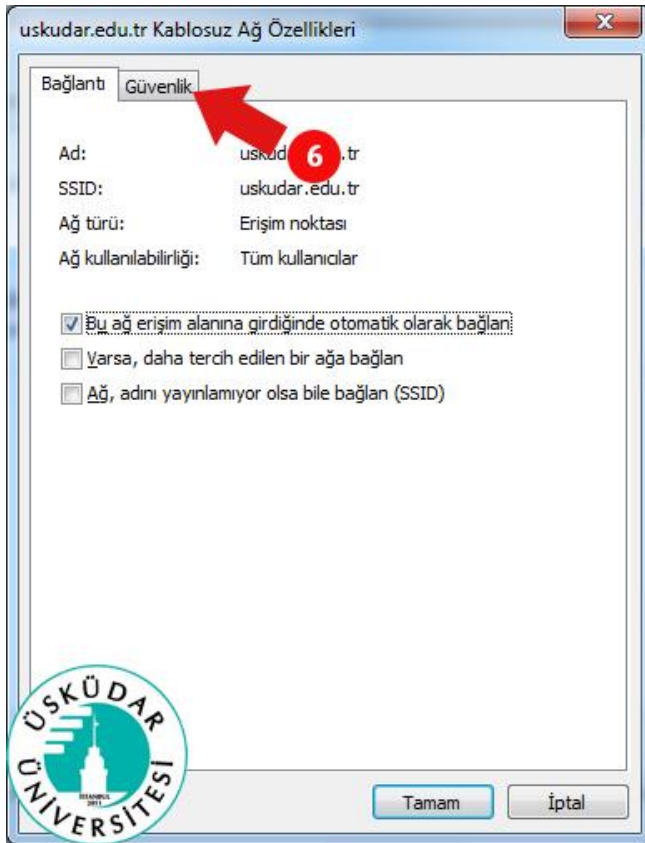 uskudar.edu.tr Kablosuz Ağ Özellikleri
Bağlantı Güvenlik
6
Ad: .tr
SSID: uskudar.edu.tr
Ağ türü: Erişim noktası
Ağ kullanılabilirliği: Tüm kullanıcılar
Bu ağ erişim alanına girdiğinde otomatik olarak bağlan
Varsa, daha tercih edilen bir ağa bağlan
Ağ, adını yayınlamıyor olsa bile bağlan (SSID)
ÜSKÜDAR
ÜNİVERSİTESİ
İSTANBUL
2011
Tamam İptal